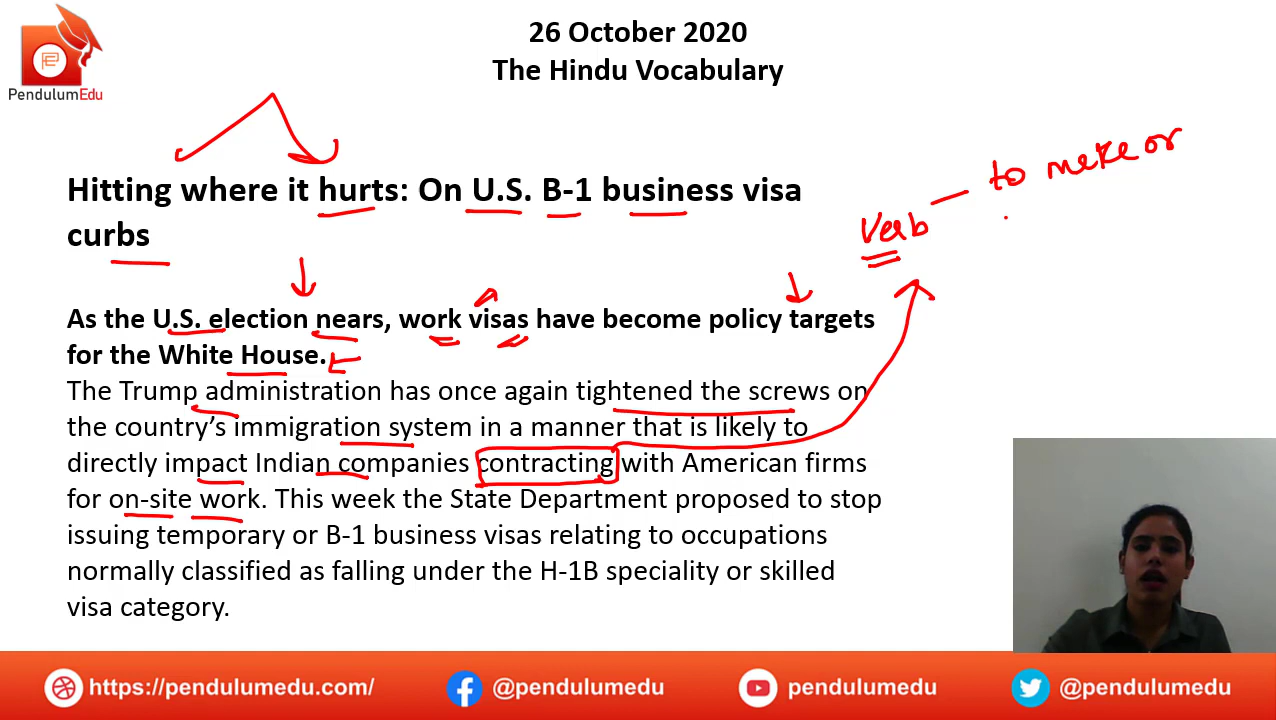 26 October 2020
The Hindu Vocabulary
PendulumEdu
to make or
Verb
Hitting where it hurts: On U.S. B-1 business visa
curbs
As the U.S. election nears, work visas have become policy targets
for the White House.
The Trump administration has once again tightened the screws on
the country’s immigration system in a manner that is likely to
directly impact Indian companies contracting with American firms
for on-site work. This week the State Department proposed to stop
issuing temporary or B-1 business visas relating to occupations
normally classified as falling under the H-1B speciality or skilled
visa category.
https://pendulumedu.com/ @pendulumedu pendulumedu @pendulumedu